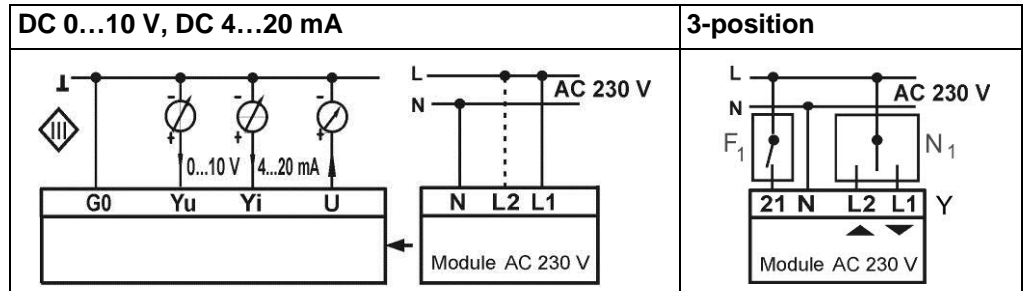 DC 0…10 V, DC 4…20 mA
3-position
⊥
III
- - -
+ + +
0...10 V 4...20 mA
G0 Yu Yi U
L
N
AC 230 V
N L2 L1
Module AC 230 V
L
N
AC 230 V
F1
N1
21 N L2 L1 Y
Module AC 230 V